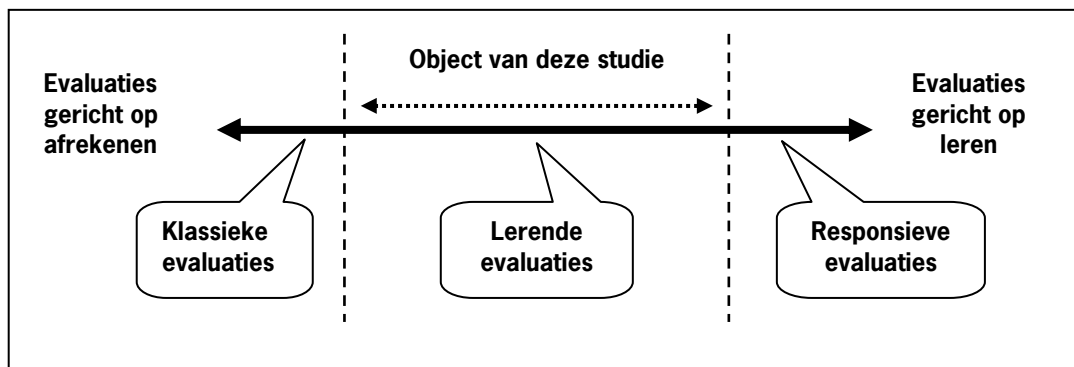 Object van deze studie
Evaluaties
gericht op
afrekenen
Evaluaties
gericht op
leren
Klassieke
evaluaties
Lerende
evaluaties
Responsieve
evaluaties